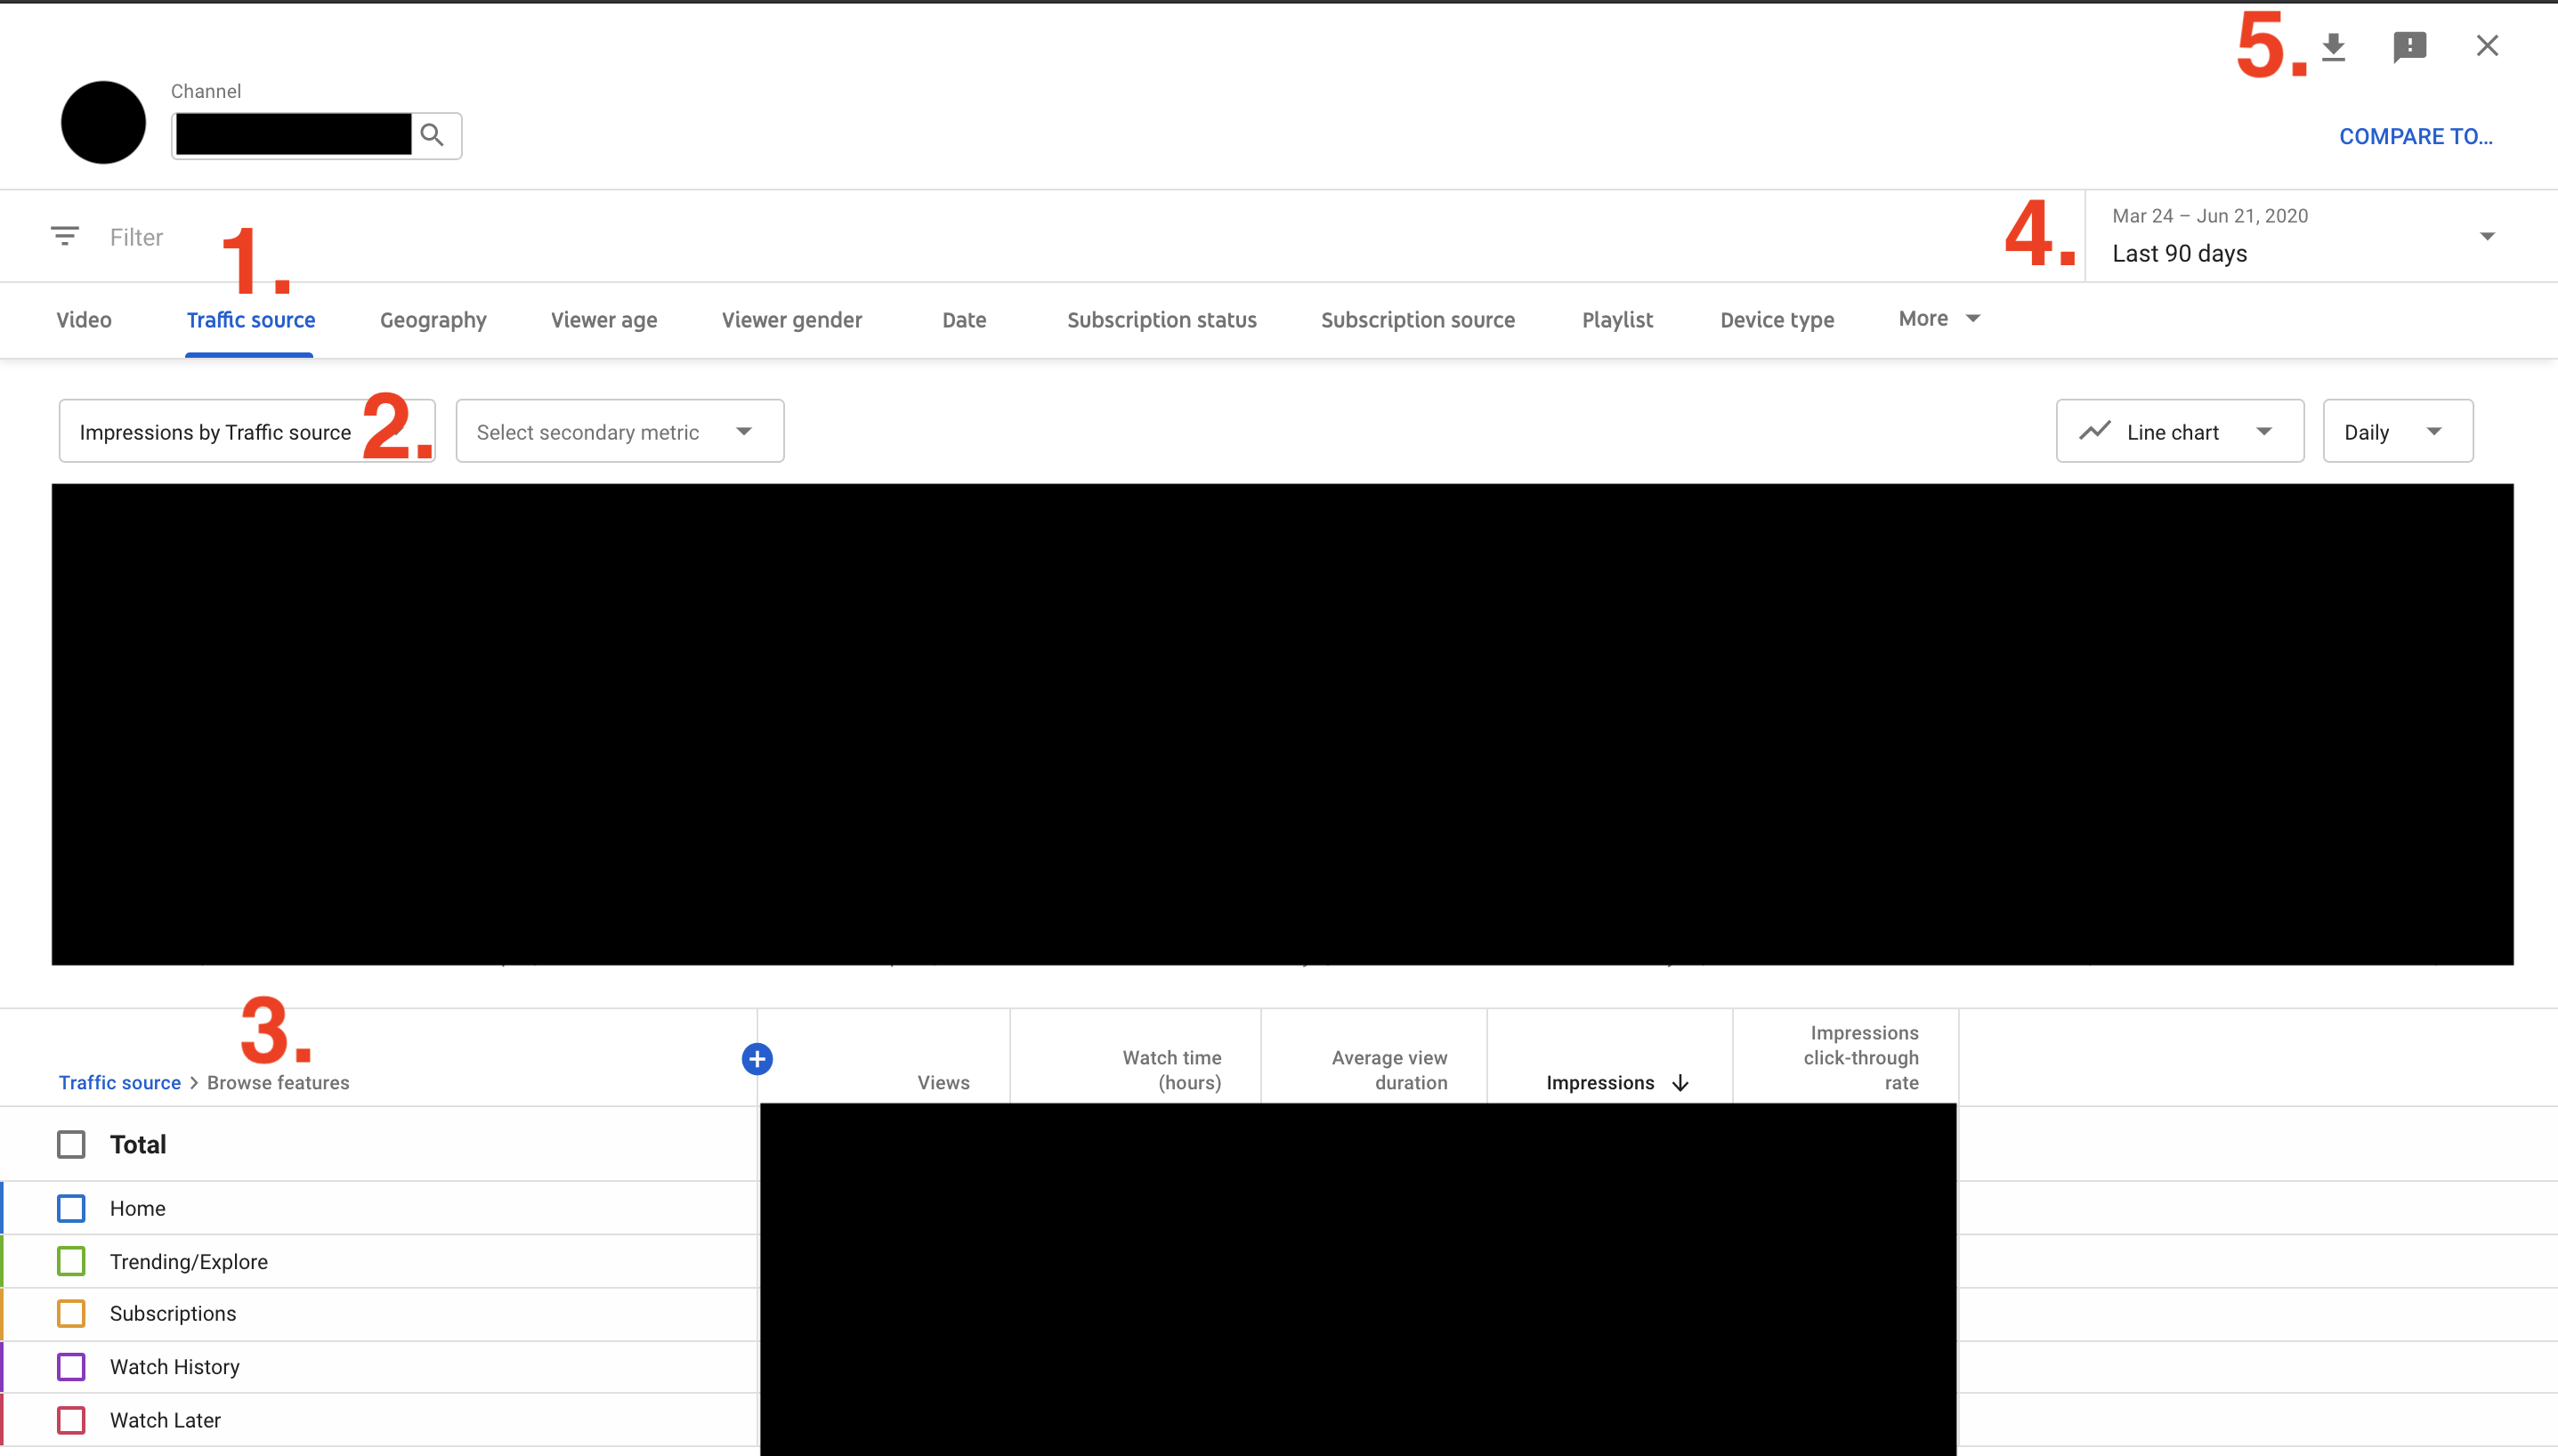 5.
Channel
COMPARE TO...
Filter
1.
4.
Mar 24 – Jun 21, 2020
Last 90 days
Video Traffic source Geography Viewer age Viewer gender Date Subscription status Subscription source Playlist Device type More
Impressions by Traffic source
2.
Select secondary metric
Line chart
Daily
3.
Traffic source > Browse features
Views
Watch time
(hours)
Average view
duration
Impressions
Impressions
click-through
rate
Total
Home
Trending/Explore
Subscriptions
Watch History
Watch Later